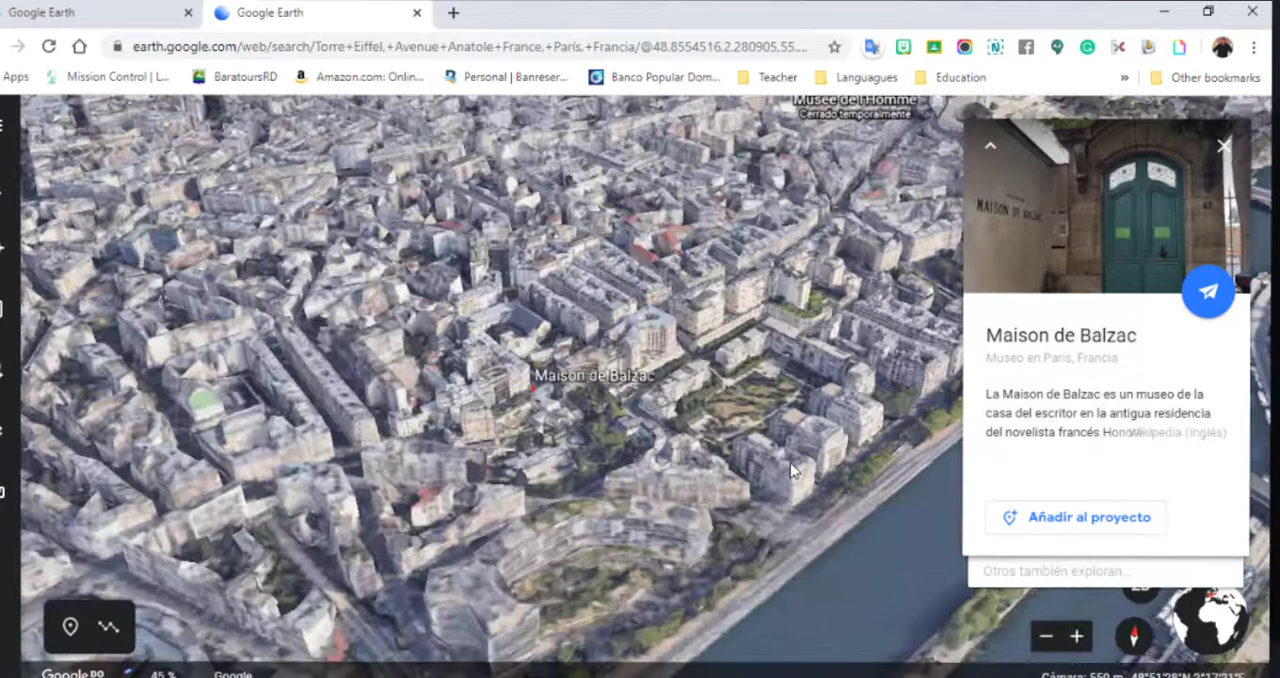 Google Earth
Google Earth
earth.google.com/web/search/Torre+Eiffel,+Avenue+Anatole+France,+París,+Francia/@48.8554516,2.280905,55....
Apps
Mission Control | L...
BaratoursRD
Amazon.com: Onlin...
Personal | Banreser...
Banco Popular Dom...
Teacher
Languagues
Education
»
Other bookmarks
Musée de l'Homme
Cerrado temporalmente
MAISON DE BALZAC
Maison de Balzac
Maison de Balzac
Museo en París, Francia
La Maison de Balzac es un museo de la
casa del escritor en la antigua residencia
del novelista francés Honor
Wikipedia (Inglés)
Añadir al proyecto
Otros también exploran...
Google
45 %
Google
Cámara: 550 m